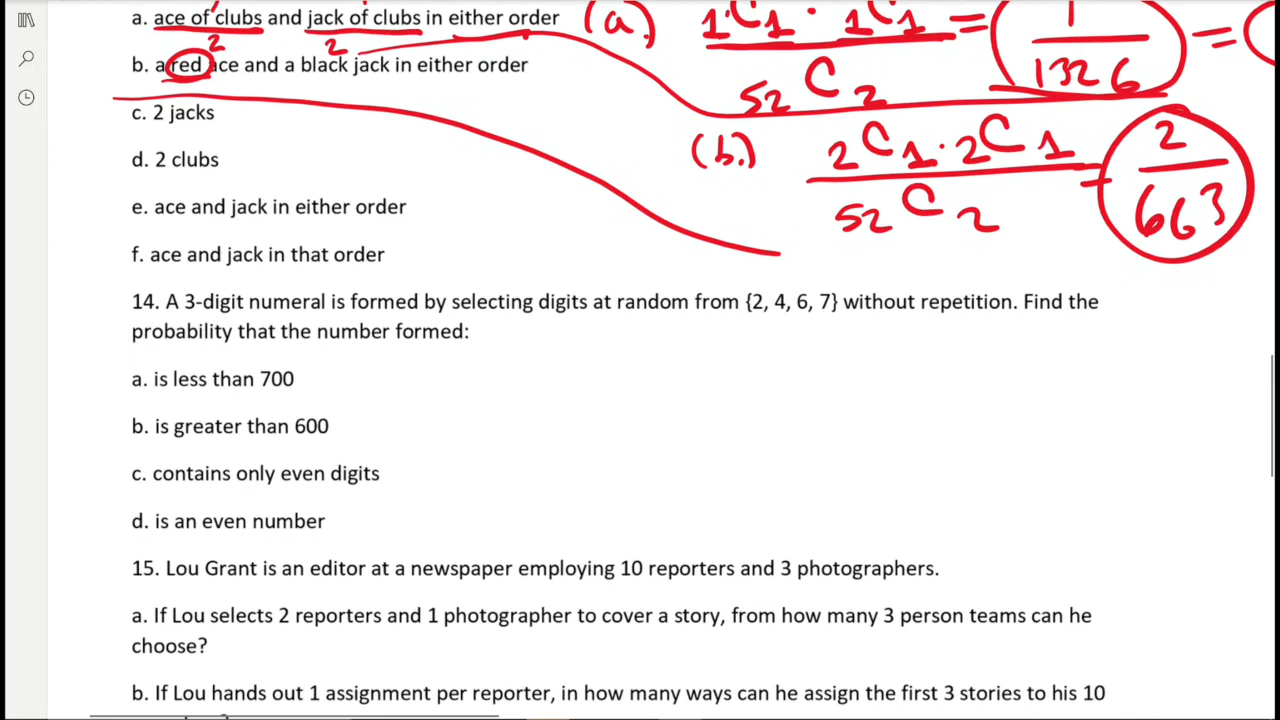 a. ace of clubs and jack of clubs in either order
(a.) 1C1 · 1C1 / 52C2 = 1/1326 =
2 2
b. a red ace and a black jack in either order
(b.) 2C1 · 2C1 / 52C2 = 2/663
c. 2 jacks
d. 2 clubs
e. ace and jack in either order
f. ace and jack in that order
14. A 3-digit numeral is formed by selecting digits at random from {2, 4, 6, 7} without repetition. Find the
probability that the number formed:
a. is less than 700
b. is greater than 600
c. contains only even digits
d. is an even number
15. Lou Grant is an editor at a newspaper employing 10 reporters and 3 photographers.
a. If Lou selects 2 reporters and 1 photographer to cover a story, from how many 3 person teams can he
choose?
b. If Lou hands out 1 assignment per reporter, in how many ways can he assign the first 3 stories to his 10